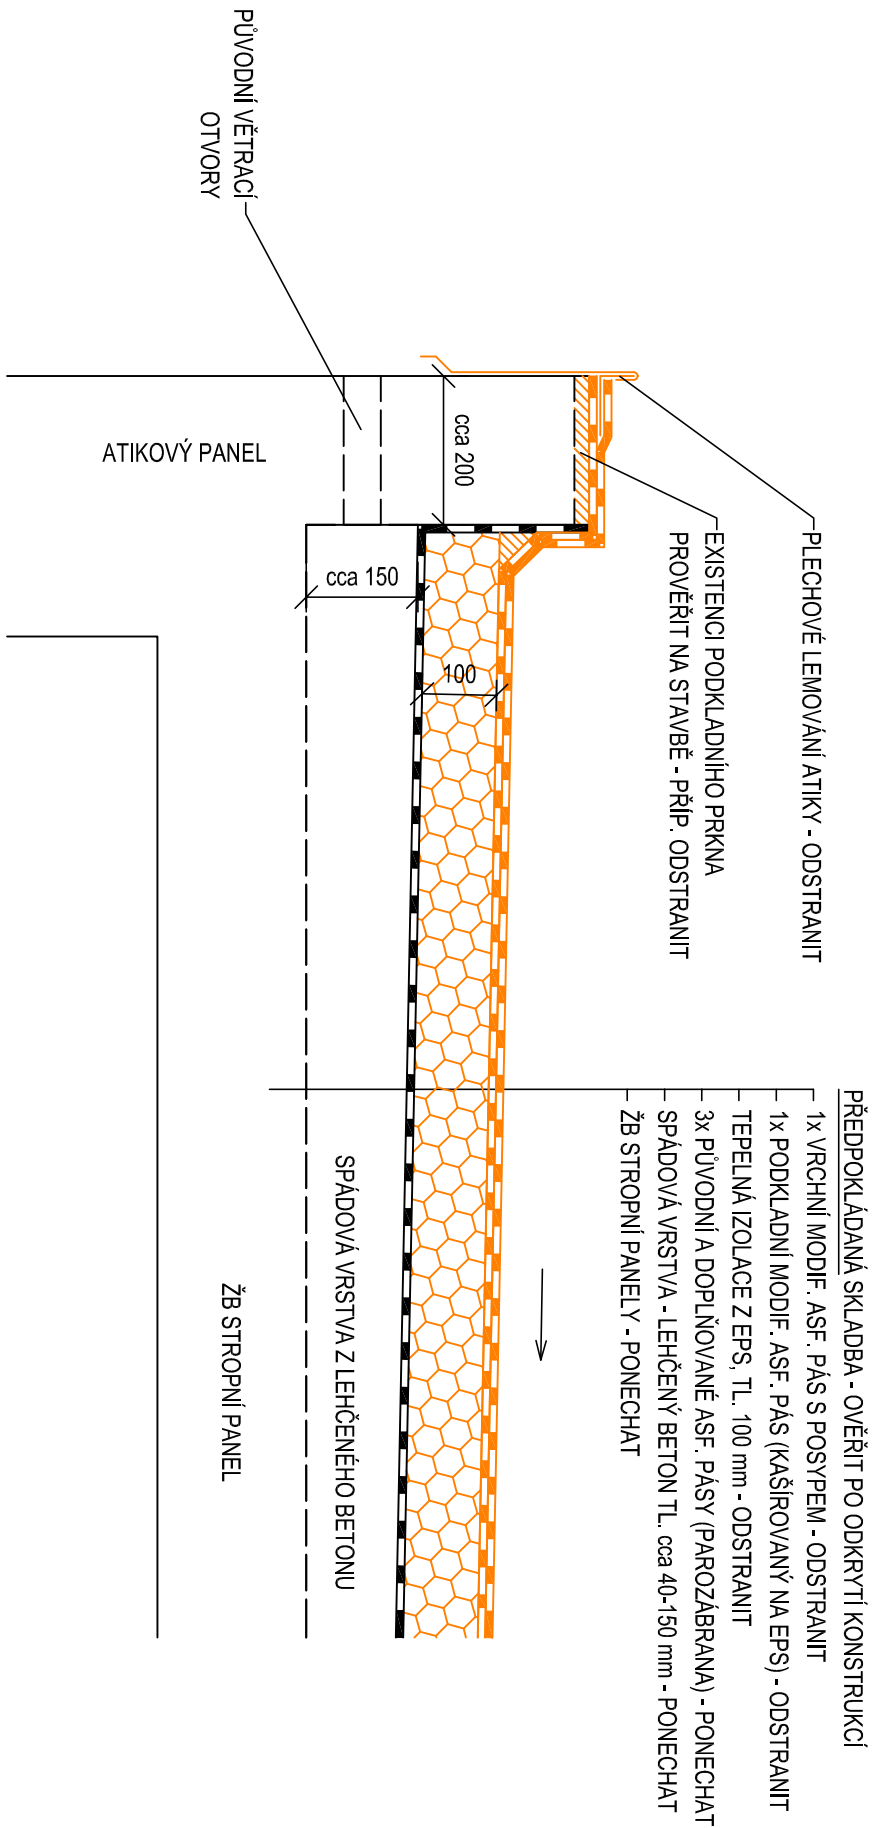 PŘEDPOKLÁDANÁ SKLADBA - OVĚŘIT PO ODKRYTÍ KONSTRUKCÍ
1x VRCHNÍ MODIF. ASF. PÁS S POSYPEM - ODSTRANIT
1x PODKLADNÍ MODIF. ASF. PÁS (KAŠÍROVANÝ NA EPS) - ODSTRANIT
TEPELNÁ IZOLACE Z EPS, TL. 100 mm - ODSTRANIT
3x PŮVODNÍ A DOPLŇOVANÉ ASF. PÁSY (PAROZÁBRANA) - PONECHAT
SPÁDOVÁ VRSTVA - LEHČENÝ BETON TL. cca 40-150 mm - PONECHAT
ŽB STROPNÍ PANELY - PONECHAT
PLECHOVÉ LEMOVÁNÍ ATIKY - ODSTRANIT
EXISTENCI PODKLADNÍHO PRKNA
PROVĚŘIT NA STAVBĚ - PŘÍP. ODSTRANIT
PŮVODNÍ VĚTRACÍ
OTVORY
cca 200
100
cca 150
ATIKOVÝ PANEL
SPÁDOVÁ VRSTVA Z LEHČENÉHO BETONU
ŽB STROPNÍ PANEL